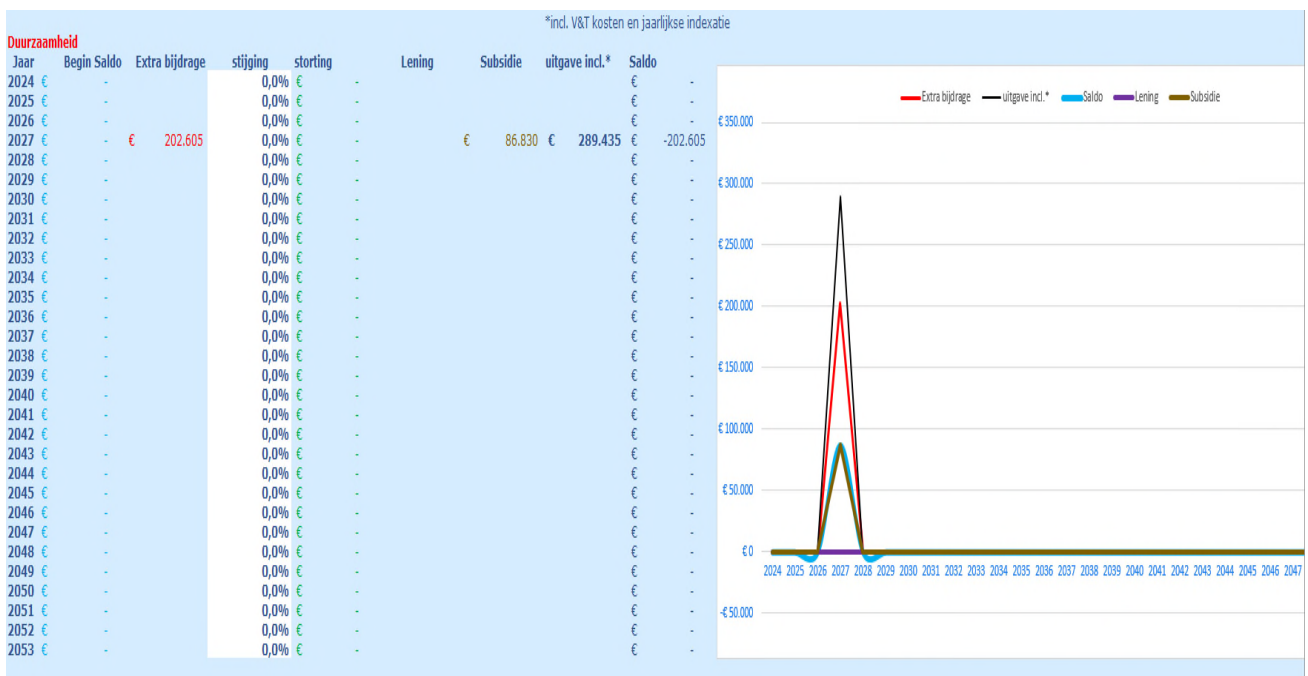 *incl. V&T kosten en jaarlijkse indexatie
Duurzaamheid
Jaar Begin Saldo Extra bijdrage stijging storting Lening Subsidie uitgave incl.* Saldo
2024 € - 0,0% € - € -
2025 € - 0,0% € - € -
2026 € - 0,0% € - € -
2027 € - € 202.605 0,0% € - € 86.830 € 289.435 € -202.605
2028 € - 0,0% € - € -
2029 € - 0,0% € - € -
2030 € - 0,0% € - € -
2031 € - 0,0% € - € -
2032 € - 0,0% € - € -
2033 € - 0,0% € - € -
2034 € - 0,0% € - € -
2035 € - 0,0% € - € -
2036 € - 0,0% € - € -
2037 € - 0,0% € - € -
2038 € - 0,0% € - € -
2039 € - 0,0% € - € -
2040 € - 0,0% € - € -
2041 € - 0,0% € - € -
2042 € - 0,0% € - € -
2043 € - 0,0% € - € -
2044 € - 0,0% € - € -
2045 € - 0,0% € - € -
2046 € - 0,0% € - € -
2047 € - 0,0% € - € -
2048 € - 0,0% € - € -
2049 € - 0,0% € - € -
2050 € - 0,0% € - € -
2051 € - 0,0% € - € -
2052 € - 0,0% € - € -
2053 € - 0,0% € - € -
Extra bijdrage uitgave incl.* Saldo Lening Subsidie
€ 350.000
€ 300.000
€ 250.000
€ 200.000
€ 150.000
€ 100.000
€ 50.000
€ 0
2024 2025 2026 2027 2028 2029 2030 2031 2032 2033 2034 2035 2036 2037 2038 2039 2040 2041 2042 2043 2044 2045 2046 2047
-€ 50.000